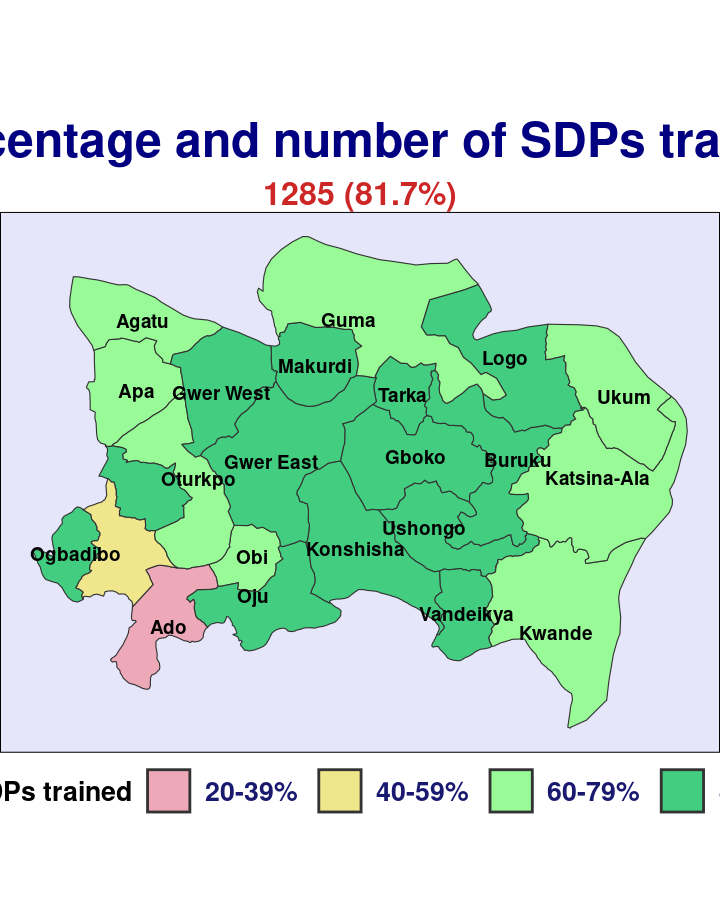 centage and number of SDPs tra
1285 (81.7%)
Agatu
Guma
Makurdi
Logo
Apa
Gwer West
Tarka
Ukum
Gwer East
Gboko
Buruku
Oturkpo
Katsina-Ala
Ushongo
Ogbadibo
Obi
Konshisha
Oju
Vandeikya
Ado
Kwande
DPs trained 20-39% 40-59% 60-79%